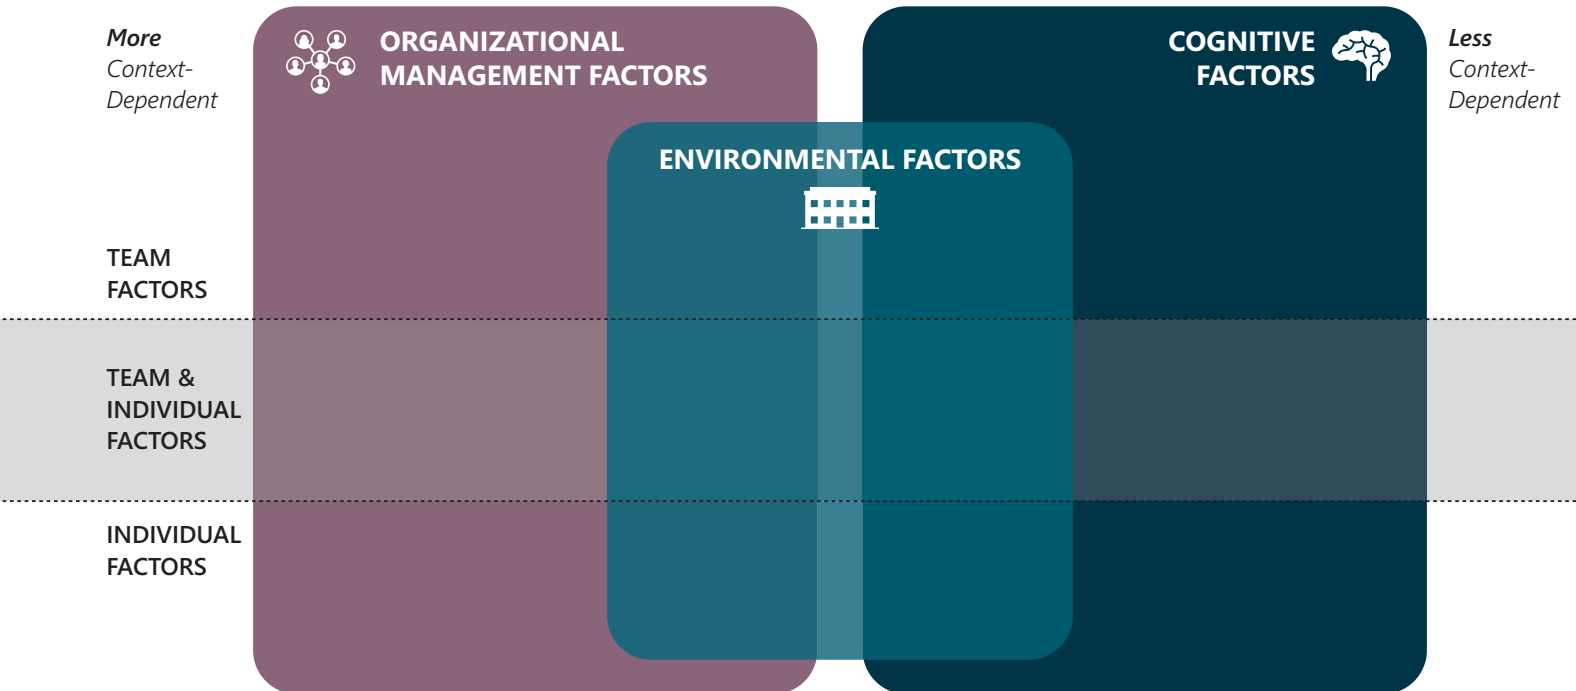 More
Context-
Dependent
ORGANIZATIONAL
MANAGEMENT FACTORS
COGNITIVE
FACTORS
Less
Context-
Dependent
ENVIRONMENTAL FACTORS
TEAM
FACTORS
TEAM &
INDIVIDUAL
FACTORS
INDIVIDUAL
FACTORS